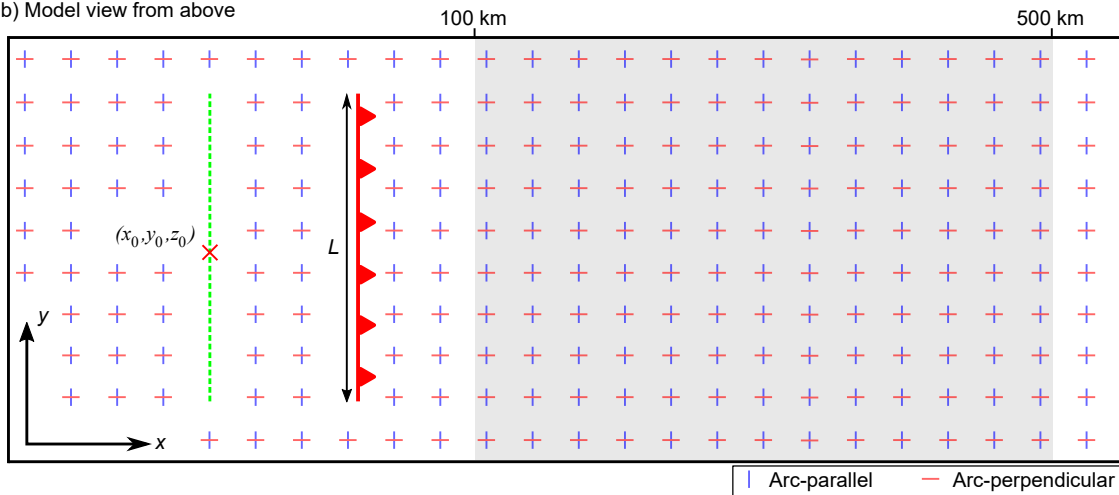 b) Model view from above
100 km
500 km
(x₀,y₀,z₀)
L
y
x
Arc-parallel
Arc-perpendicular